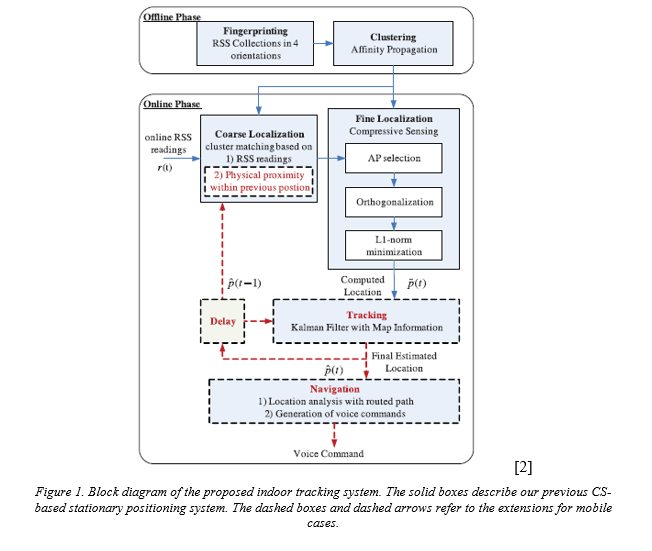 Offline Phase
Fingerprinting
RSS Collections in 4
orientations
Clustering
Affinity Propagation
Online Phase
online RSS
readings
r(t)
Coarse Localization
cluster matching based on
1) RSS readings
2) Physical proximity
within previous postion
Fine Localization
Compressive Sensing
AP selection
Orthogonalization
L1-norm
minimization
p̂(t−1)
Computed
Location
p̄(t)
Delay
Tracking
Kalman Filter with Map Information
p̂(t)
Final Estimated
Location
Navigation
1) Location analysis with routed path
2) Generation of voice commands
Voice Command
[2]
Figure 1. Block diagram of the proposed indoor tracking system. The solid boxes describe our previous CS-
based stationary positioning system. The dashed boxes and dashed arrows refer to the extensions for mobile
cases.